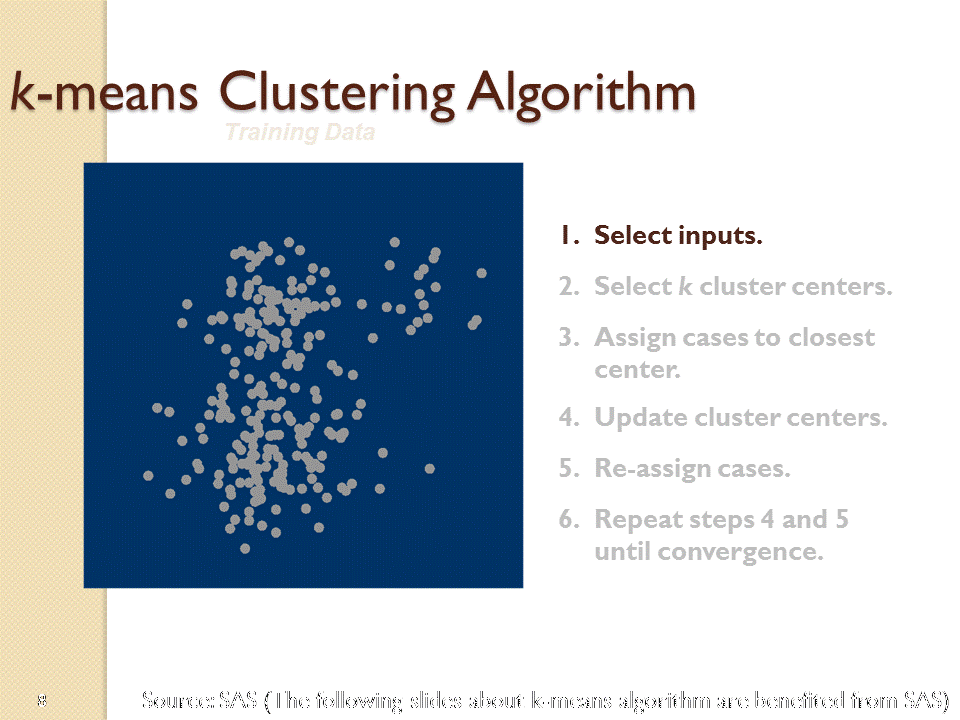 k-means Clustering Algorithm
Training Data
1. Select inputs.
2. Select k cluster centers.
3. Assign cases to closest
center.
4. Update cluster centers.
5. Re-assign cases.
6. Repeat steps 4 and 5
until convergence.
8
Source: SAS (The following slides about k-means algorithm are benefited from SAS)